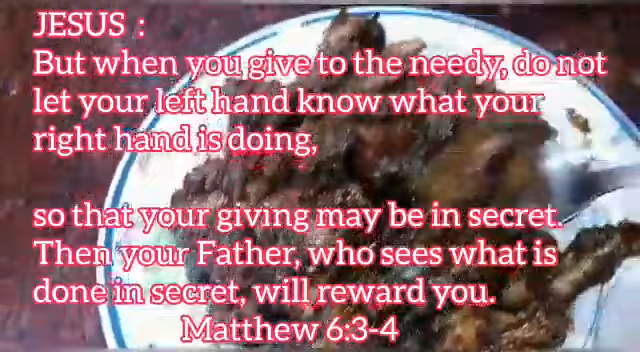 JESUS :
But when you give to the needy, do not
let your left hand know what your
right hand is doing,
so that your giving may be in secret.
Then your Father, who sees what is
done in secret, will reward you.
Matthew 6:3-4